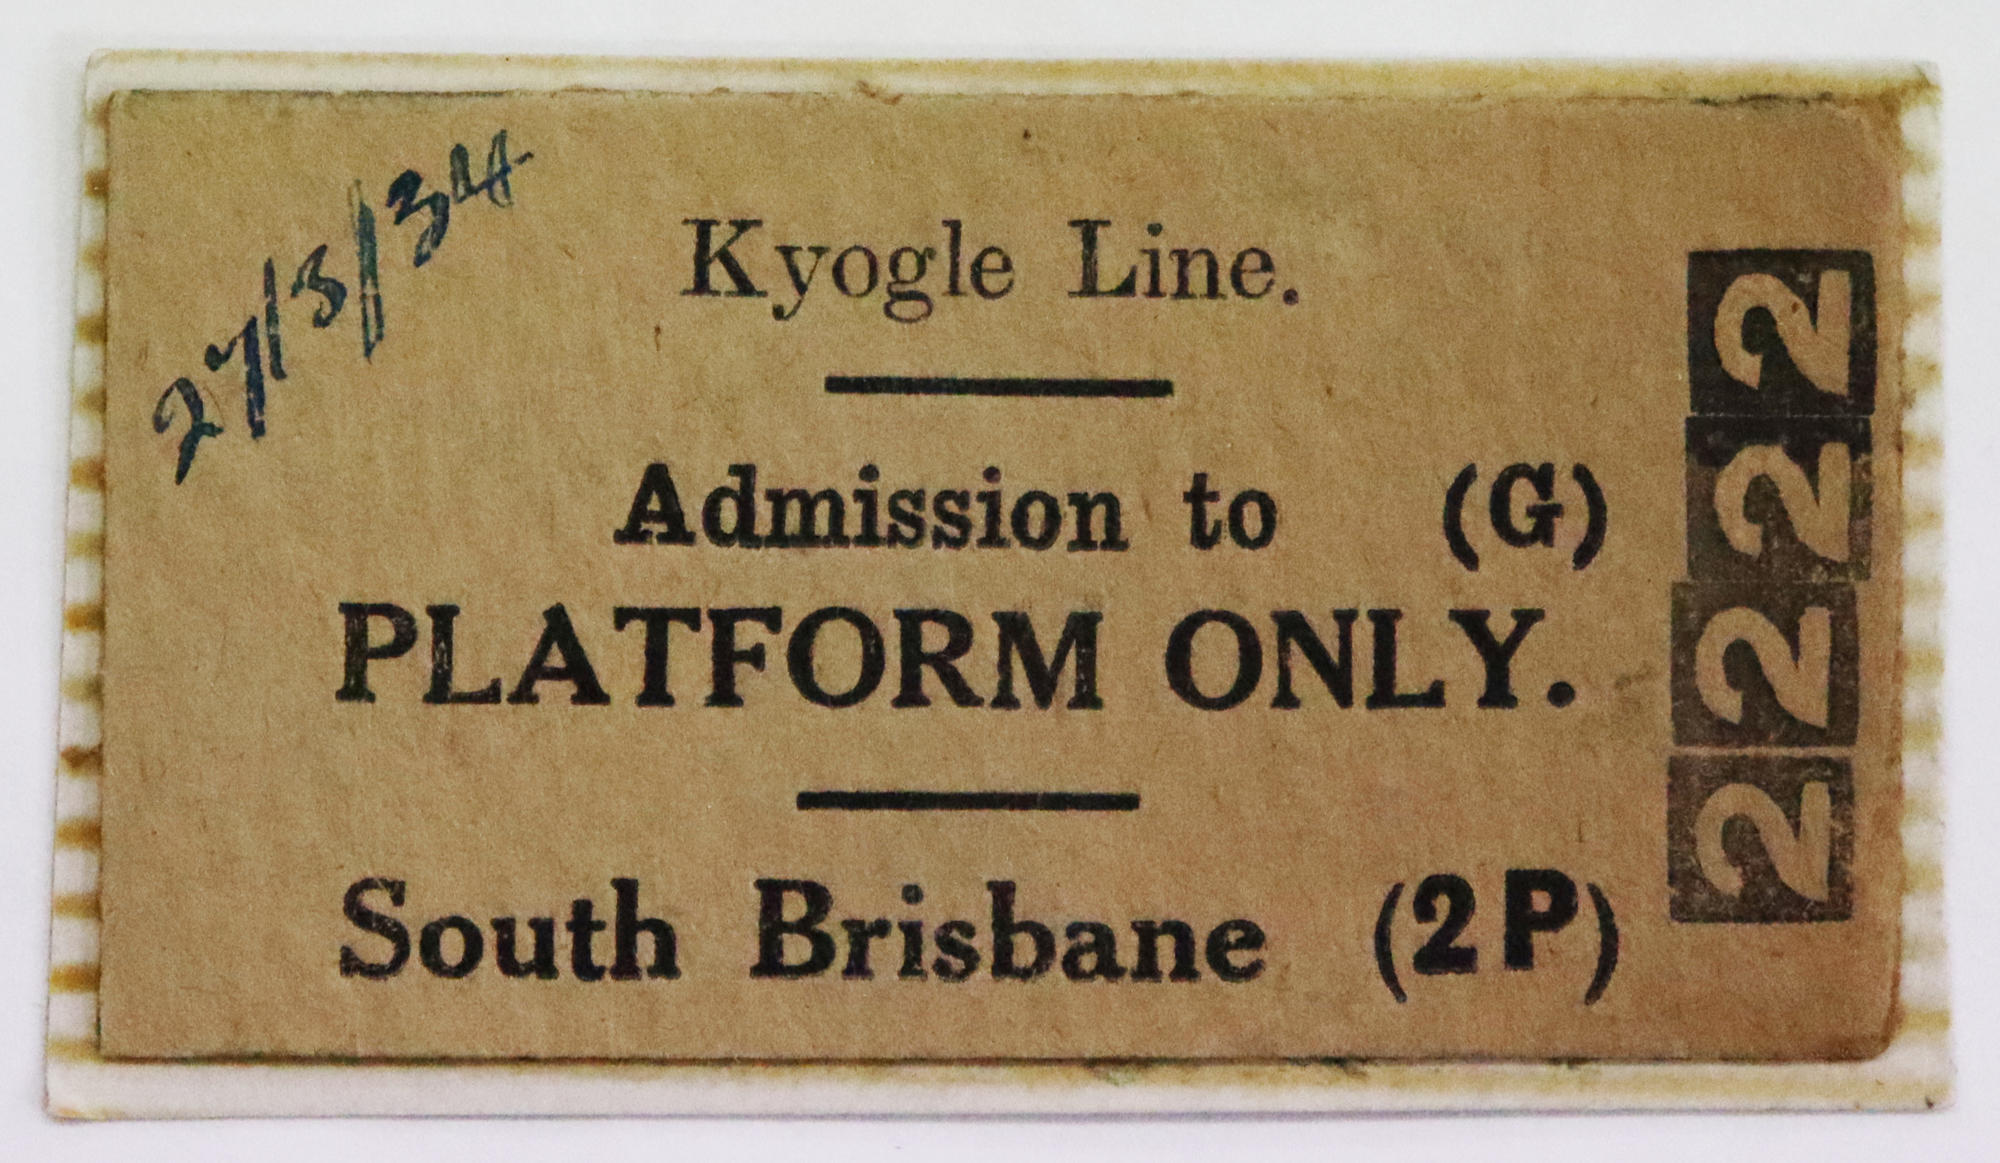 27/3/34
Kyogle Line.
Admission to (G)
PLATFORM ONLY.
South Brisbane (2P)
2222